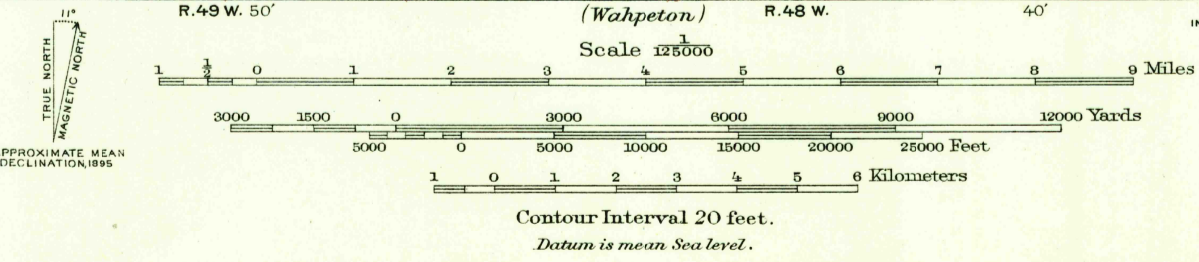 R.49 W. 50′ (Wahpeton) R.48 W. 40′
11°
TRUE NORTH
MAGNETIC NORTH
PPROXIMATE MEAN
DECLINATION, 1895
Scale 1/125000
1 1/2 0 1 2 3 4 5 6 7 8 9 Miles
3000 1500 0 3000 6000 9000 12000 Yards
5000 0 5000 10000 15000 20000 25000 Feet
1 0 1 2 3 4 5 6 Kilometers
Contour Interval 20 feet.
Datum is mean Sea level.